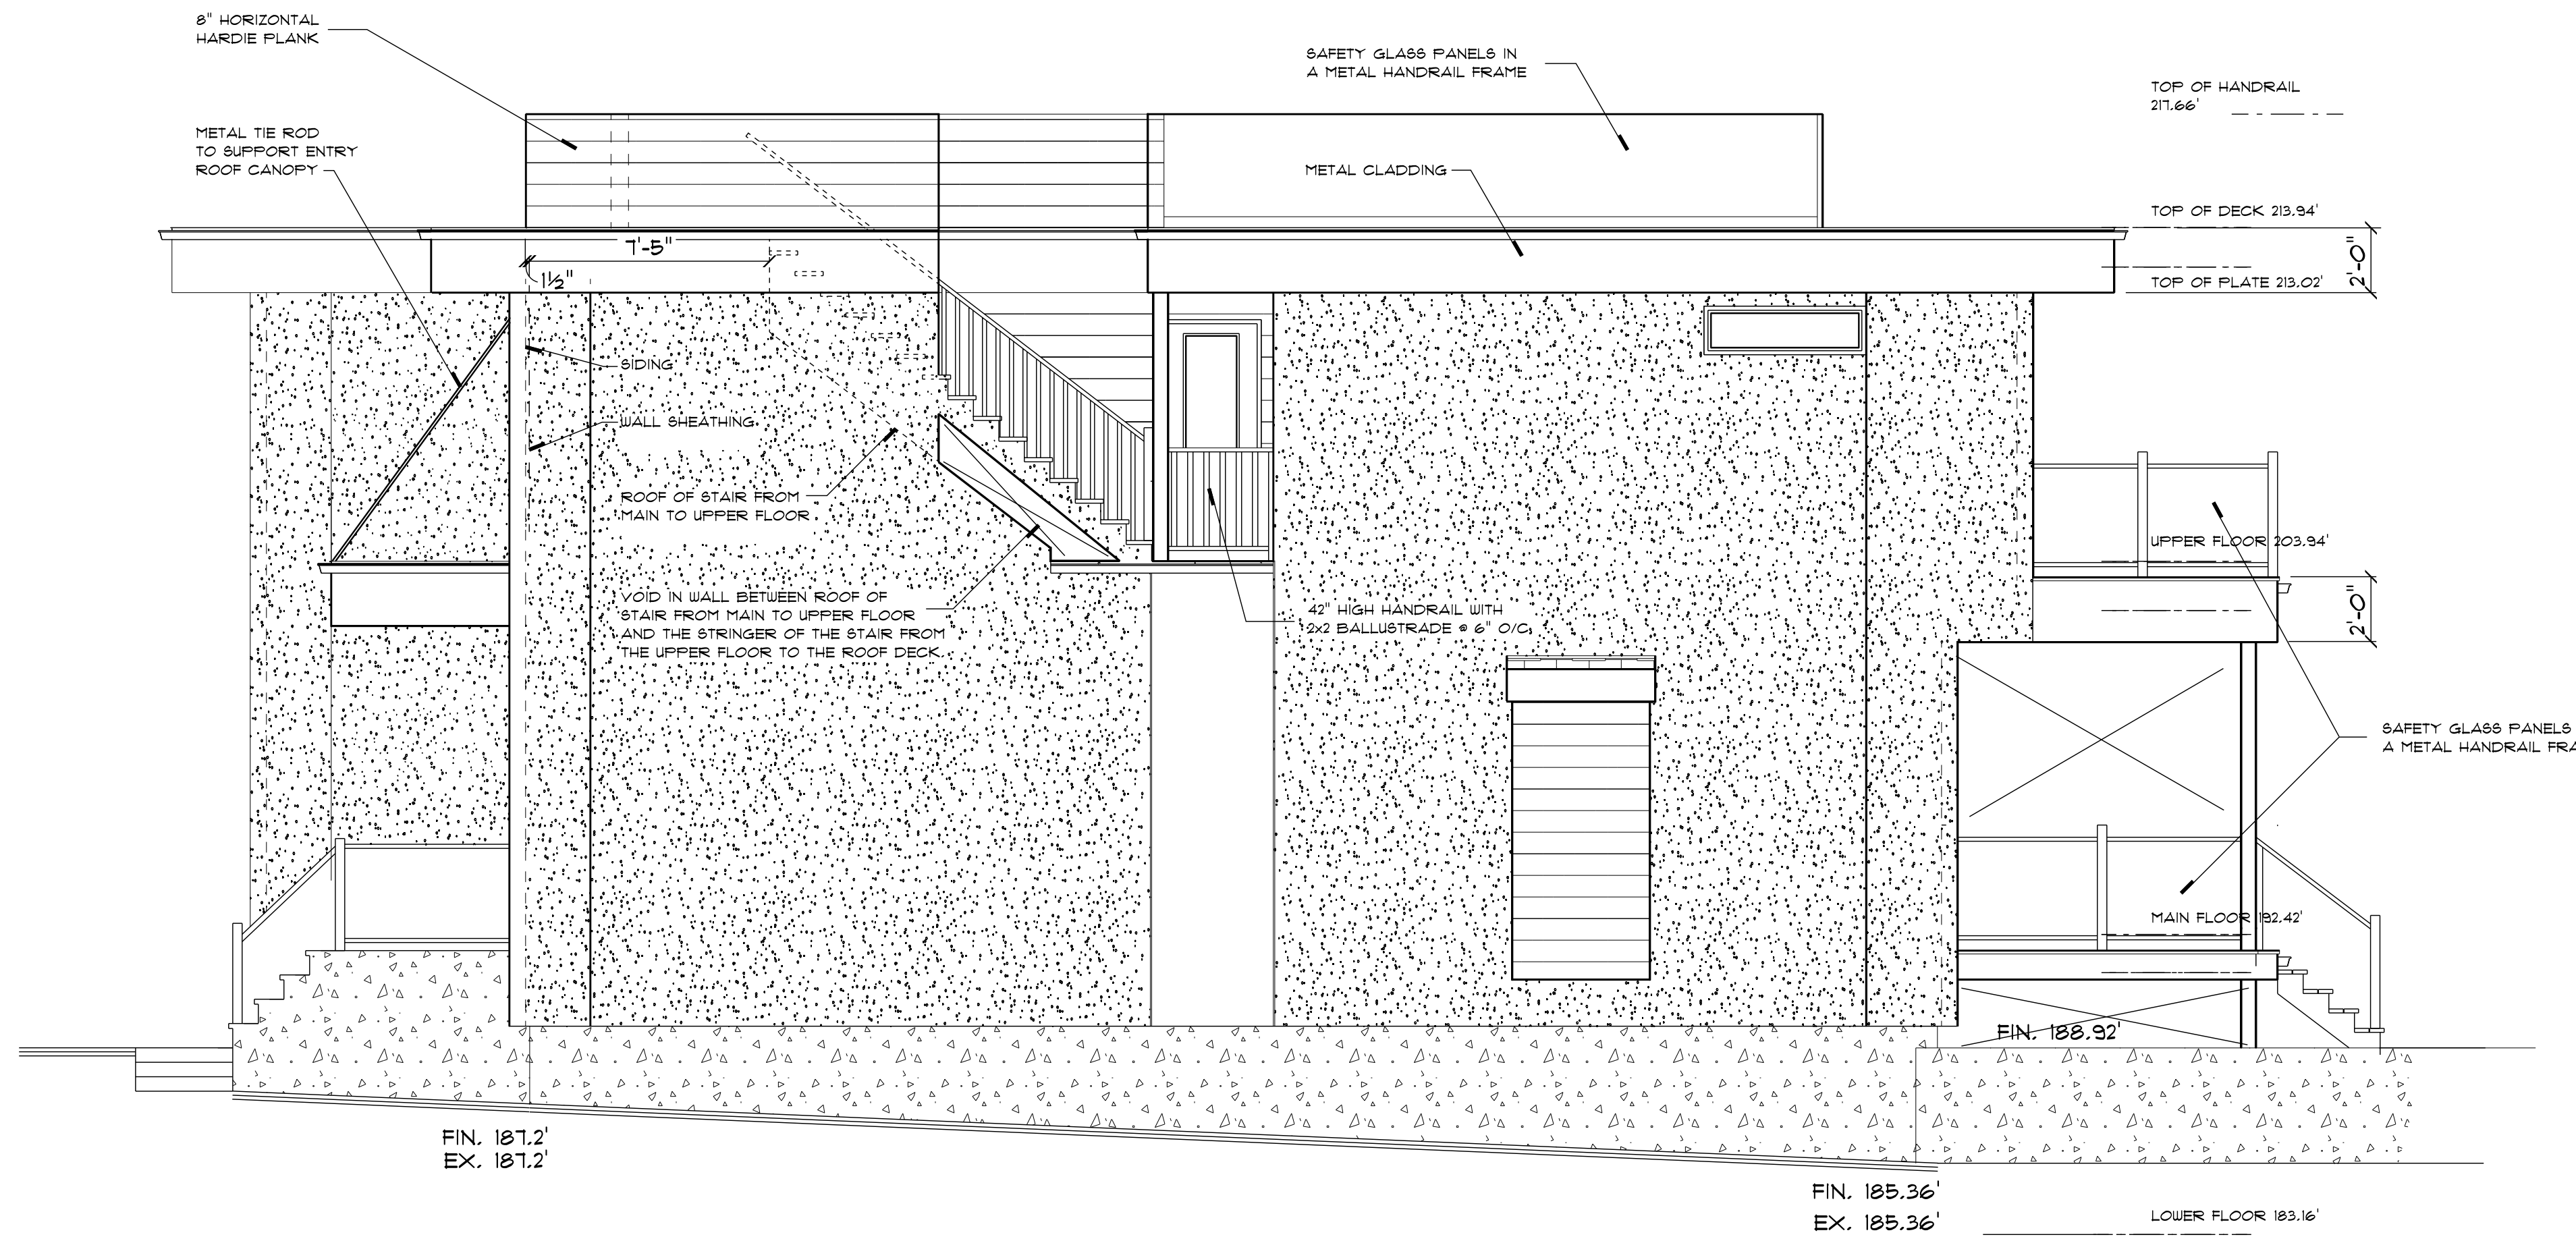 8" HORIZONTAL
HARDIE PLANK
SAFETY GLASS PANELS IN
A METAL HANDRAIL FRAME
TOP OF HANDRAIL
217.66'
METAL TIE ROD
TO SUPPORT ENTRY
ROOF CANOPY
METAL CLADDING
TOP OF DECK 213.94'
7'-5"
1½"
2'-0"
TOP OF PLATE 213.02'
SIDING
WALL SHEATHING
ROOF OF STAIR FROM
MAIN TO UPPER FLOOR
UPPER FLOOR 203.94'
VOID IN WALL BETWEEN ROOF OF
STAIR FROM MAIN TO UPPER FLOOR
AND THE STRINGER OF THE STAIR FROM
THE UPPER FLOOR TO THE ROOF DECK.
42" HIGH HANDRAIL WITH
2x2 BALLUSTRADE @ 6" O/C.
2'-0"
SAFETY GLASS PANELS
A METAL HANDRAIL FRA
MAIN FLOOR 192.42'
FIN. 188.92'
FIN. 187.2'
EX. 187.2'
FIN. 185.36'
EX. 185.36'
LOWER FLOOR 183.16'